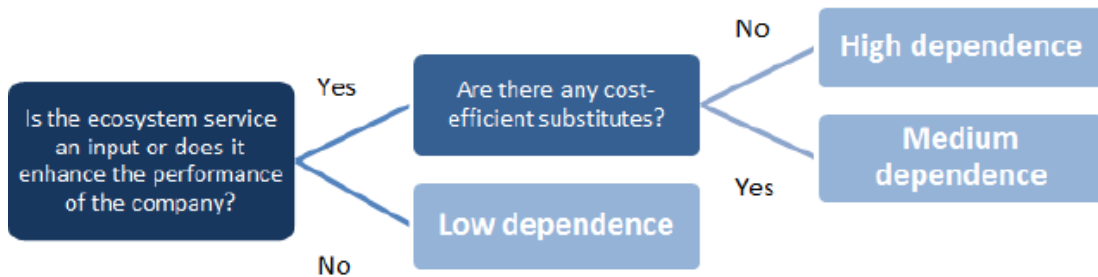 Is the ecosystem service
an input or does it
enhance the performance
of the company?
Yes
No
Are there any cost-
efficient substitutes?
Low dependence
No
Yes
High dependence
Medium
dependence